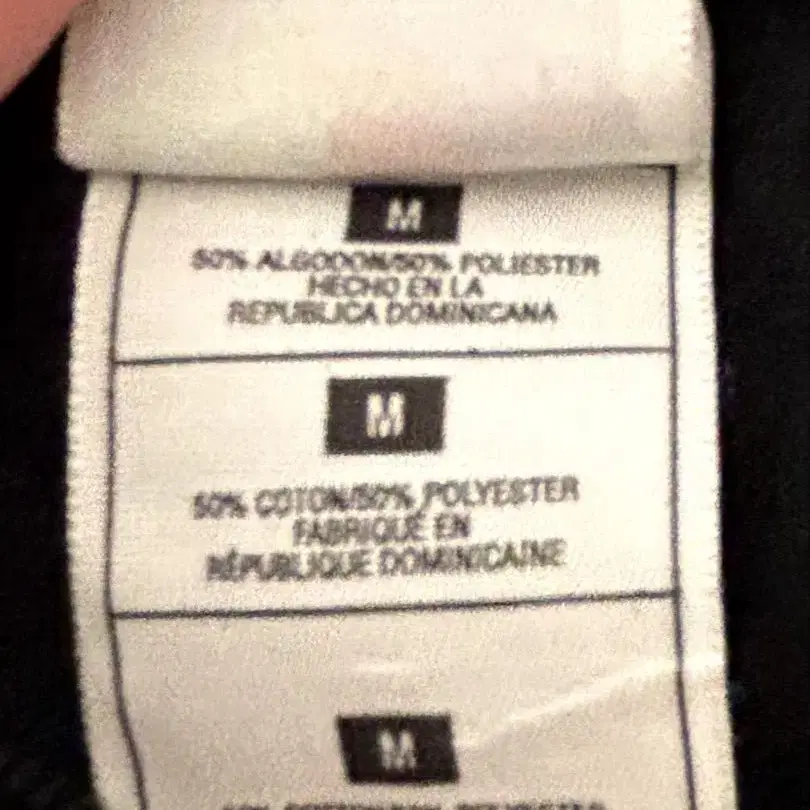 M
50% ALGODON/50% POLIESTER
HECHO EN LA
REPUBLICA DOMINICANA
M
50% COTON/50% POLYESTER
FABRIQUÉ EN
RÉPUBLIQUE DOMINICAINE
M